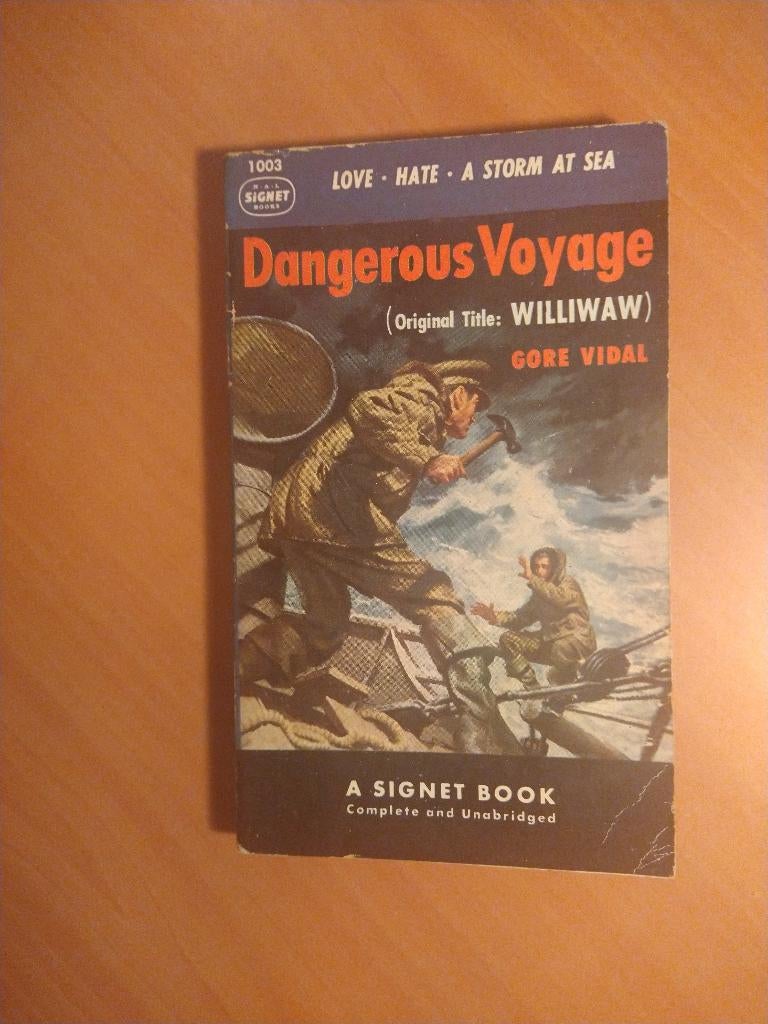 1003
N·A·L
SIGNET
BOOKS
LOVE · HATE · A STORM AT SEA
Dangerous Voyage
(Original Title: WILLIWAW)
GORE VIDAL
A SIGNET BOOK
Complete and Unabridged